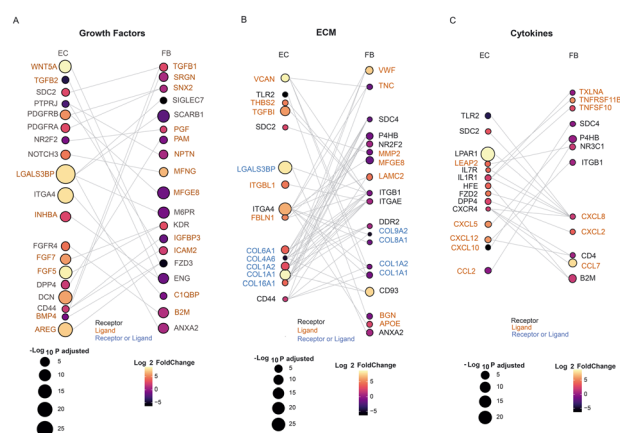 A
Growth Factors
EC
FB
WNT5A
TGFB2
SDC2
PTPRJ
PDGFRB
PDGFRA
NR2F2
NOTCH3
LGALS3BP
ITGA4
INHBA
FGFR4
FGF7
FGF5
DPP4
DCN
CD44
BMP4
AREG
TGFB1
SRGN
SNX2
SIGLEC7
SCARB1
PGF
PAM
NPTN
MFNG
MFGE8
M6PR
KDR
IGFBP3
ICAM2
FZD3
ENG
C1QBP
B2M
ANXA2
Receptor
Ligand
Receptor or Ligand
-Log 10 P adjusted
5
10
15
20
25
Log 2 FoldChange
5
0
-5
B
ECM
EC
FB
VCAN
TLR2
THBS2
TGFBI
SDC2
LGALS3BP
ITGBL1
ITGA4
FBLN1
COL6A1
COL4A6
COL1A2
COL1A1
COL16A1
CD44
VWF
TNC
SDC4
P4HB
NR2F2
MMP2
MFGE8
LAMC2
ITGB1
ITGAE
DDR2
COL9A2
COL8A1
COL1A2
COL1A1
CD93
BGN
APOE
ANXA2
Receptor
Ligand
Receptor or Ligand
-Log 10 P adjusted
5
10
15
20
25
Log 2 FoldChange
5
0
-5
C
Cytokines
EC
FB
TLR2
SDC2
LPAR1
LEAP2
IL7R
IL1R1
HFE
FZD2
DPP4
CXCR4
CXCL5
CXCL12
CXCL10
CCL2
TXLNA
TNFRSF11B
TNFSF10
SDC4
P4HB
NR3C1
ITGB1
CXCL8
CXCL2
CD4
CCL7
B2M
Receptor
Ligand
Receptor or Ligand
-Log 10 P adjusted
5
10
15
20
Log 2 FoldChange
5
0
-5